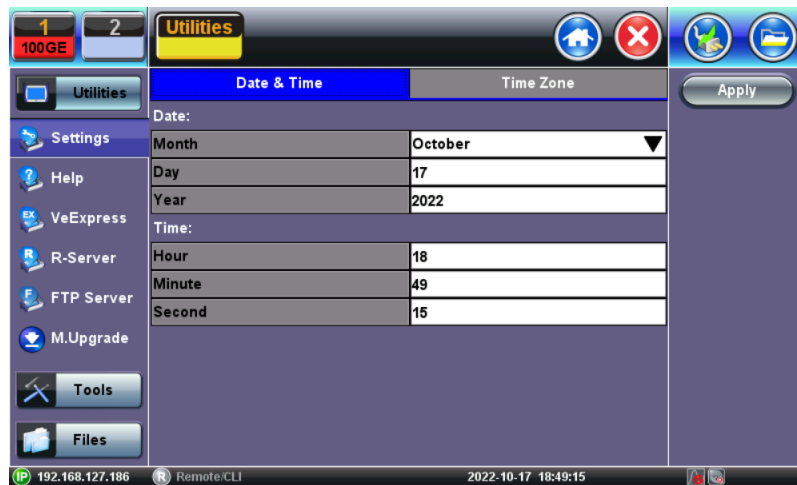 1
100GE
2
Utilities
Utilities
Date & Time
Time Zone
Apply
Date:
Settings
Month
October
Help
Day
17
Year
2022
VeExpress
EX
Time:
R-Server
R
Hour
18
Minute
49
FTP Server
F
Second
15
M.Upgrade
Tools
Files
IP 192.168.127.186
R Remote/CLI
2022-10-17 18:49:15